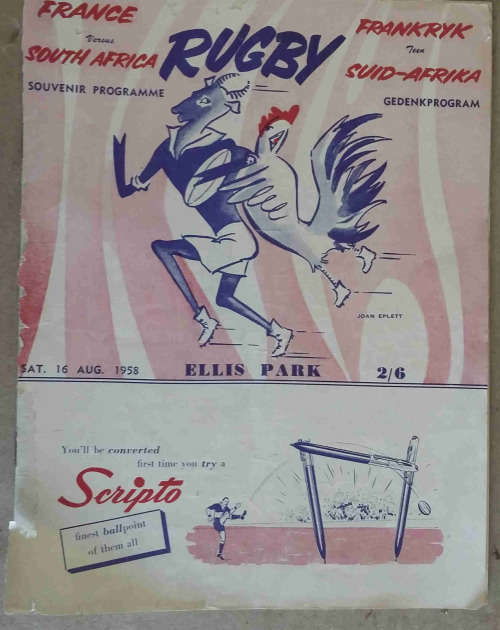 FRANCE
Versus
SOUTH AFRICA
SOUVENIR PROGRAMME
RUGBY
FRANKRYK
Teen
SUID-AFRIKA
GEDENKPROGRAM
JOAN EPLETT
SAT. 16 AUG. 1958
ELLIS PARK
2/6
You'll be converted
first time you try a
Scripto
finest ballpoint
of them all